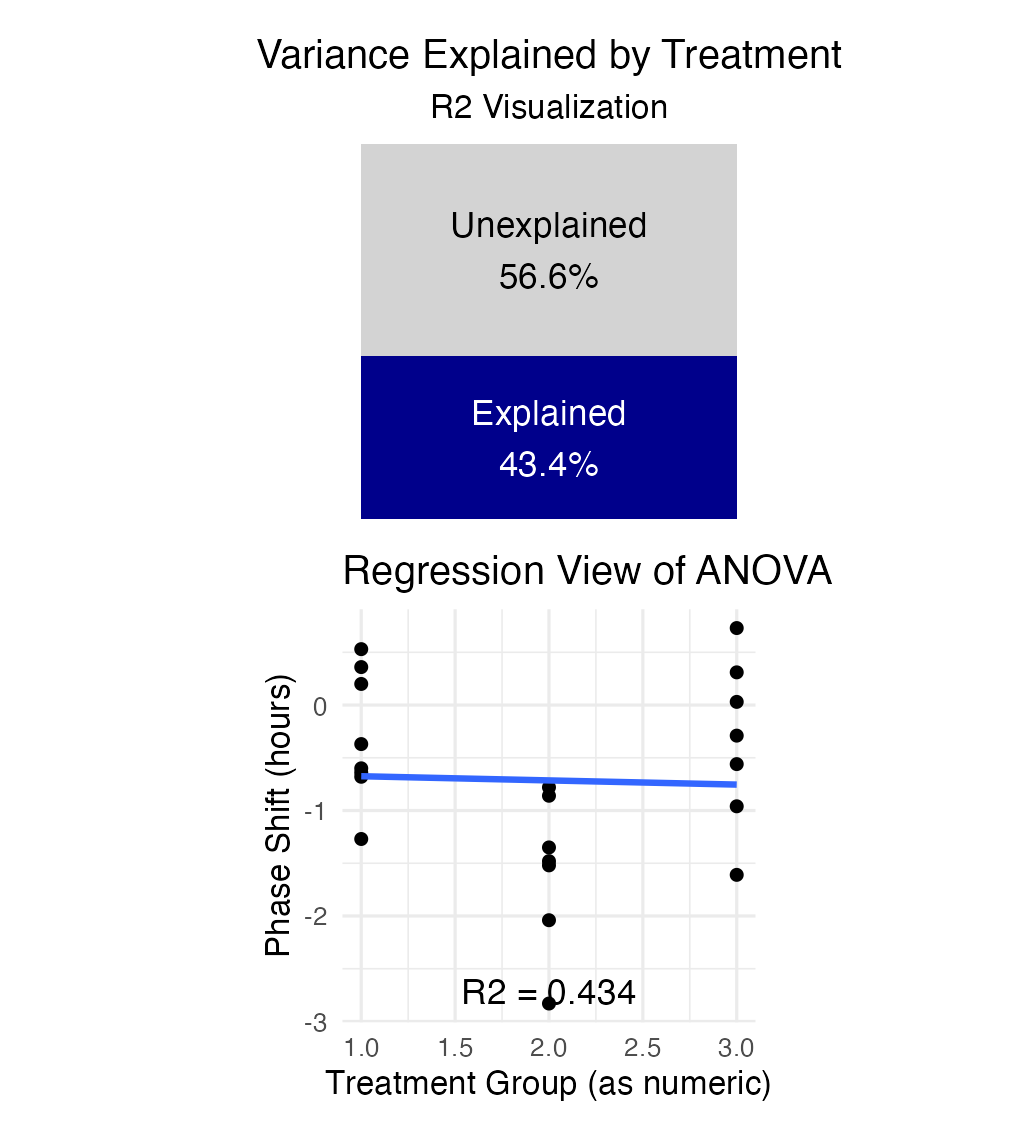 Variance Explained by Treatment
R2 Visualization
Unexplained
56.6%
Explained
43.4%
Regression View of ANOVA
Phase Shift (hours)
0
-1
-2
-3
R2 = 0.434
1.0 1.5 2.0 2.5 3.0
Treatment Group (as numeric)